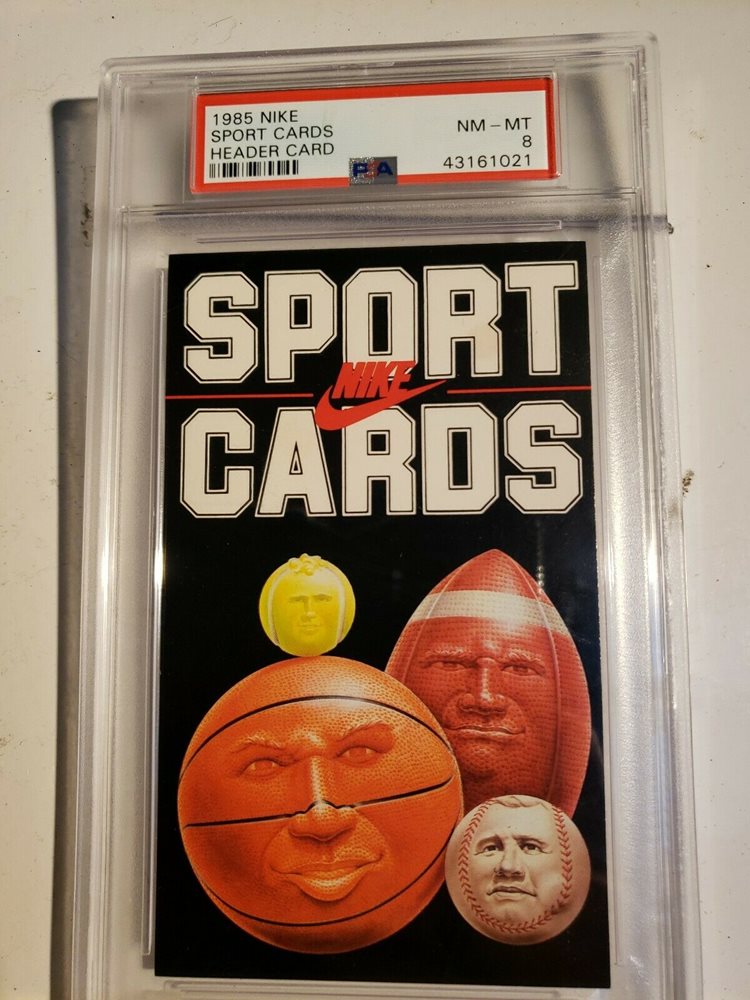 1985 NIKE
SPORT CARDS
HEADER CARD
NM - MT
8
43161021
PSA
SPORT
NIKE
CARDS